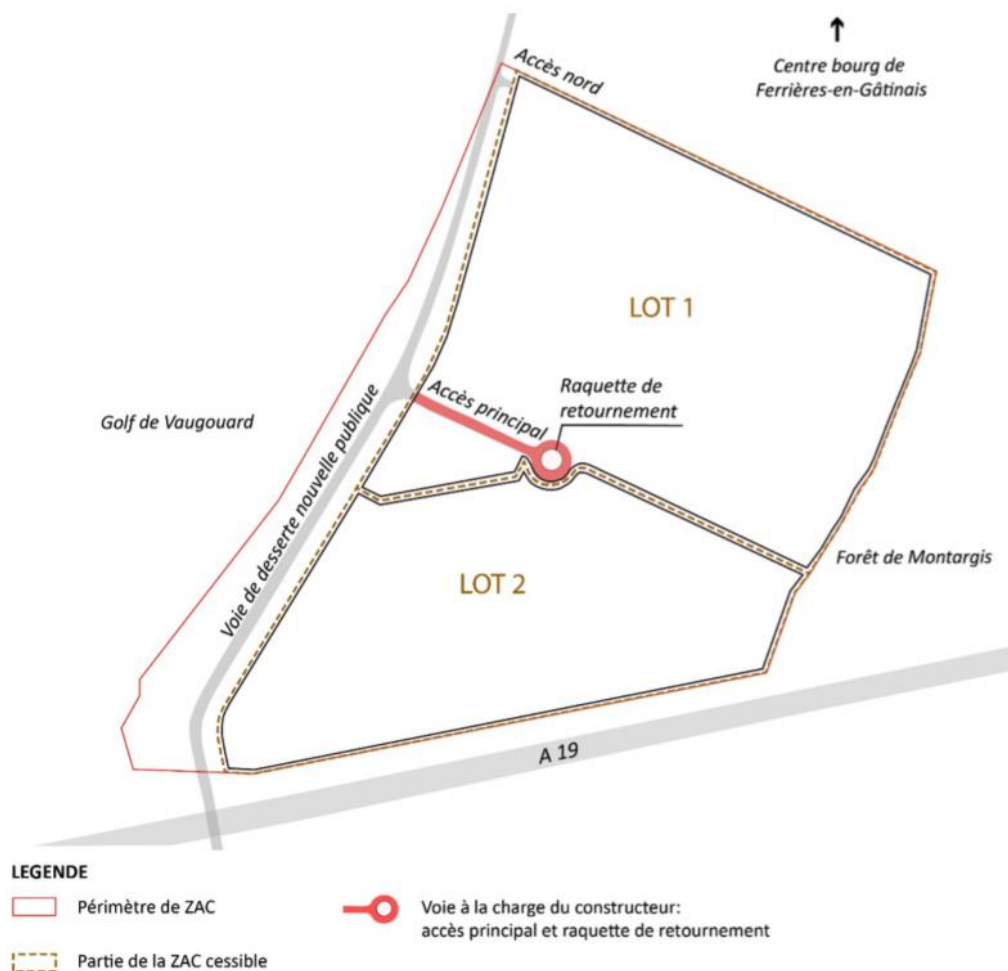 Accès nord
↑
Centre bourg de
Ferrières-en-Gâtinais
LOT 1
Raquette de
retournement
Accès principal
Golf de Vaugouard
Voie de desserte nouvelle publique
Forêt de Montargis
LOT 2
A 19
LEGENDE
Périmètre de ZAC
Voie à la charge du constructeur:
accès principal et raquette de retournement
Partie de la ZAC cessible